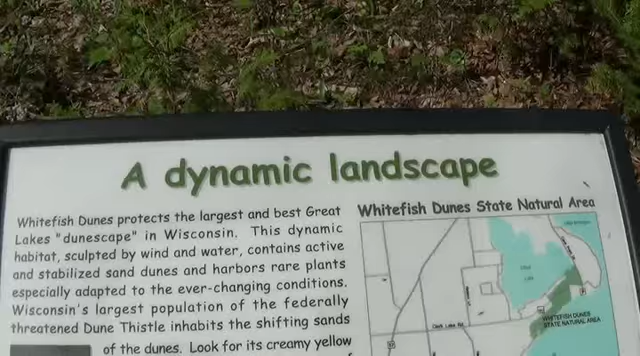 A dynamic landscape
Whitefish Dunes protects the largest and best Great
Lakes "dunescape" in Wisconsin. This dynamic
habitat, sculpted by wind and water, contains active
and stabilized sand dunes and harbors rare plants
especially adapted to the ever-changing conditions.
Wisconsin's largest population of the federally
threatened Dune Thistle inhabits the shifting sands
of the dunes. Look for its creamy yellow
Whitefish Dunes State Natural Area
Clark Lake Rd.
WHITEFISH DUNES
STATE NATURAL AREA